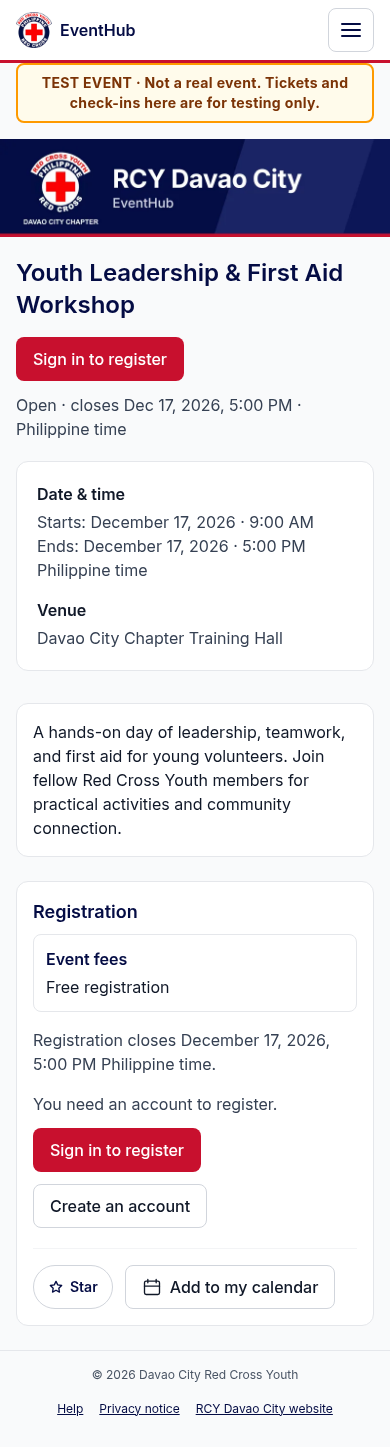 RED CROSS YOUTH
PHILIPPINE
RED CROSS
EventHub
TEST EVENT · Not a real event. Tickets and
check-ins here are for testing only.
RED CROSS YOUTH
PHILIPPINE
RED CROSS
DAVAO CITY CHAPTER
RCY Davao City
EventHub
Youth Leadership & First Aid
Workshop
Sign in to register
Open · closes Dec 17, 2026, 5:00 PM ·
Philippine time
Date & time
Starts: December 17, 2026 · 9:00 AM
Ends: December 17, 2026 · 5:00 PM
Philippine time
Venue
Davao City Chapter Training Hall
A hands-on day of leadership, teamwork,
and first aid for young volunteers. Join
fellow Red Cross Youth members for
practical activities and community
connection.
Registration
Event fees
Free registration
Registration closes December 17, 2026,
5:00 PM Philippine time.
You need an account to register.
Sign in to register
Create an account
Star
Add to my calendar
© 2026 Davao City Red Cross Youth
Help Privacy notice RCY Davao City website